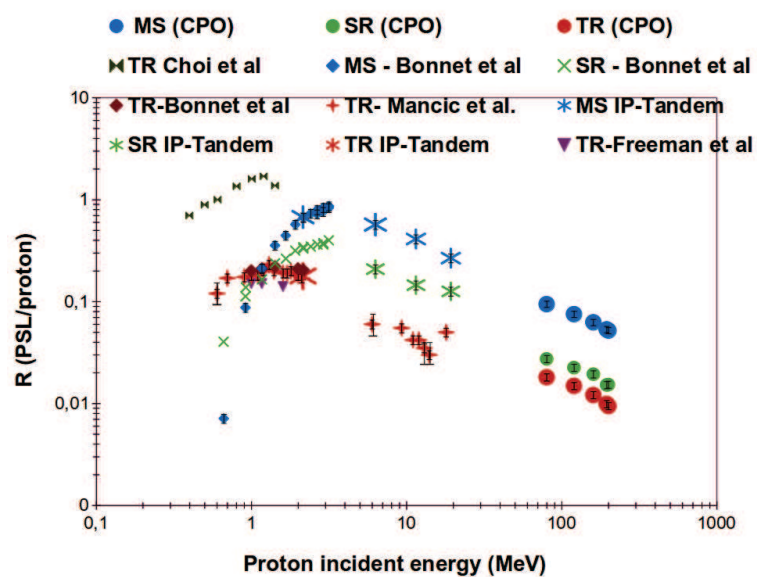 MS (CPO) SR (CPO) TR (CPO)
TR Choi et al MS - Bonnet et al SR - Bonnet et al
TR-Bonnet et al TR- Mancic et al. MS IP-Tandem
SR IP-Tandem TR IP-Tandem TR-Freeman et al
R (PSL/proton)
10
1
0,1
0,01
0
0,1 1 10 100 1000
Proton incident energy (MeV)